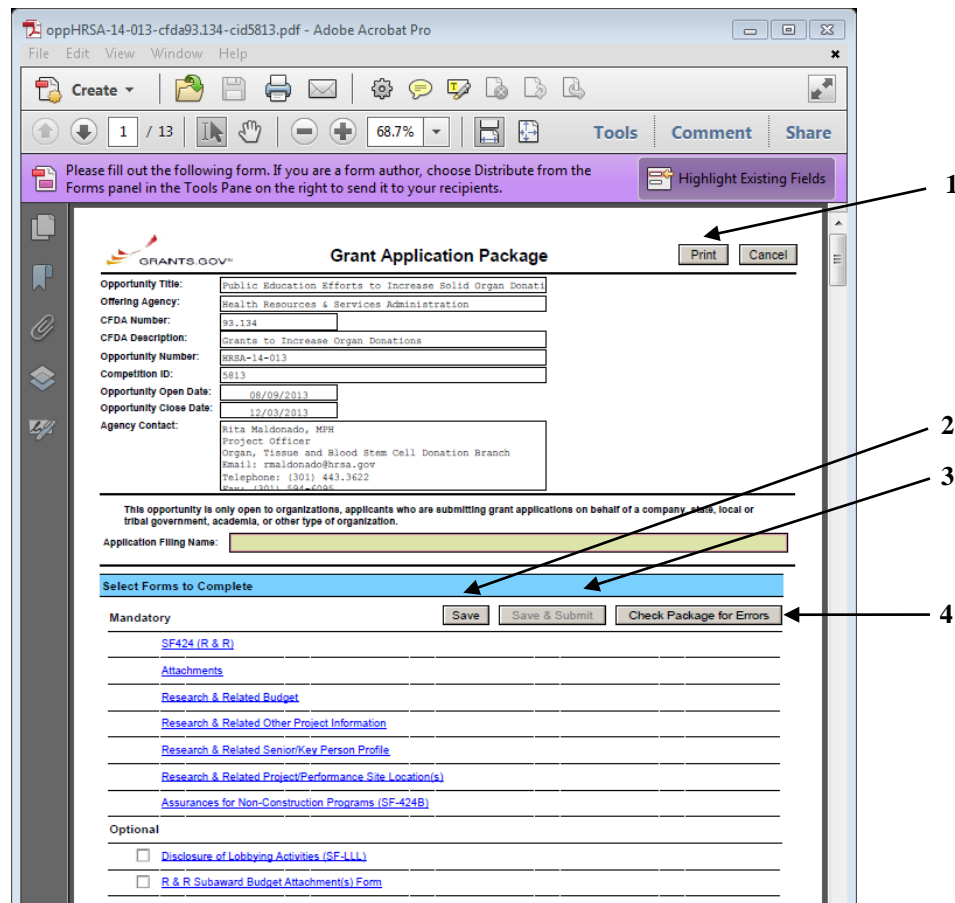 oppHRSA-14-013-cfda93.134-cid5813.pdf - Adobe Acrobat Pro
File Edit View Window Help
Create
1 / 13 68.7% Tools Comment Share
Please fill out the following form. If you are a form author, choose Distribute from the
Forms panel in the Tools Pane on the right to send it to your recipients.
Highlight Existing Fields
1
GRANTS.GOV℠ Grant Application Package Print Cancel
Opportunity Title: Public Education Efforts to Increase Solid Organ Donati
Offering Agency: Health Resources & Services Administration
CFDA Number: 93.134
CFDA Description: Grants to Increase Organ Donations
Opportunity Number: HRSA-14-013
Competition ID: 5813
Opportunity Open Date: 08/09/2013
Opportunity Close Date: 12/03/2013
Agency Contact: Rita Maldonado, MPH
Project Officer
Organ, Tissue and Blood Stem Cell Donation Branch
Email: rmaldonado@hrsa.gov
Telephone: (301) 443.3622
Fax: (301) 594-6095
2
3
This opportunity is only open to organizations, applicants who are submitting grant applications on behalf of a company, state, local or
tribal government, academia, or other type of organization.
Application Filing Name:
Select Forms to Complete
Mandatory Save Save & Submit Check Package for Errors
4
SF424 (R & R)
Attachments
Research & Related Budget
Research & Related Other Project Information
Research & Related Senior/Key Person Profile
Research & Related Project/Performance Site Location(s)
Assurances for Non-Construction Programs (SF-424B)
Optional
Disclosure of Lobbying Activities (SF-LLL)
R & R Subaward Budget Attachment(s) Form